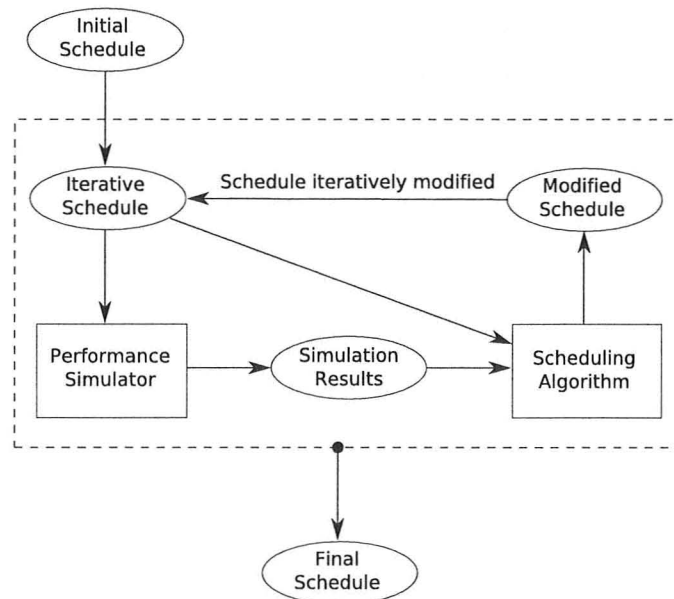 Initial
Schedule
Iterative
Schedule
Schedule iteratively modified
Modified
Schedule
Performance
Simulator
Simulation
Results
Scheduling
Algorithm
Final
Schedule